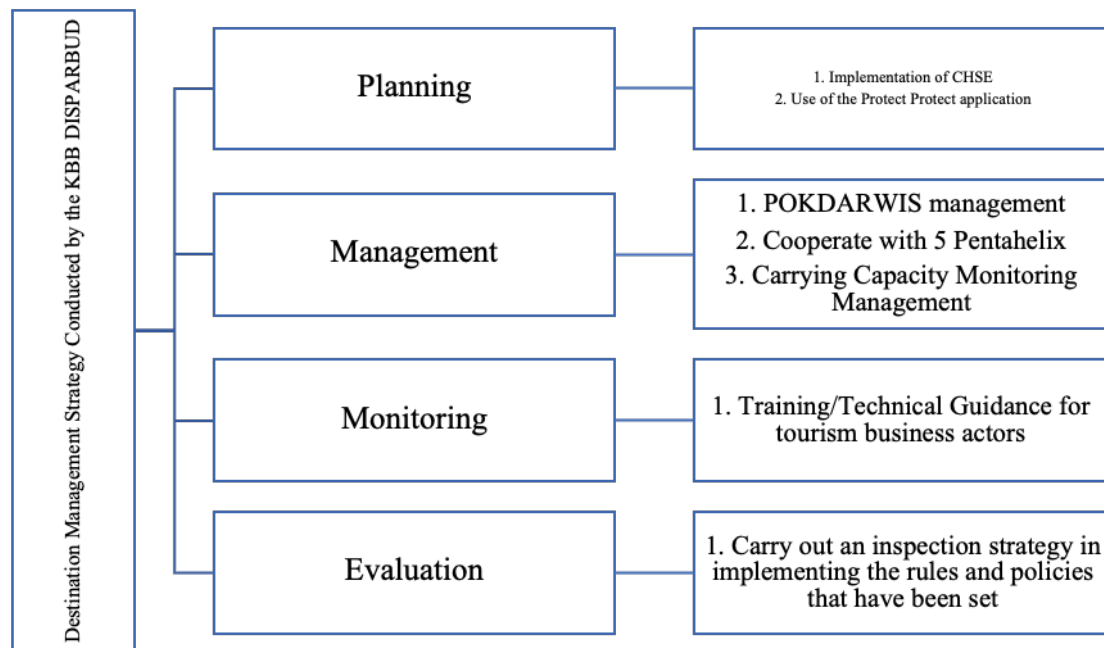 Destination Management Strategy Conducted by the KBB DISPARBUD
Planning
1. Implementation of CHSE
2. Use of the Protect Protect application
Management
1. POKDARWIS management
2. Cooperate with 5 Pentahelix
3. Carrying Capacity Monitoring
Management
Monitoring
1. Training/Technical Guidance for
tourism business actors
Evaluation
1. Carry out an inspection strategy in
implementing the rules and policies
that have been set